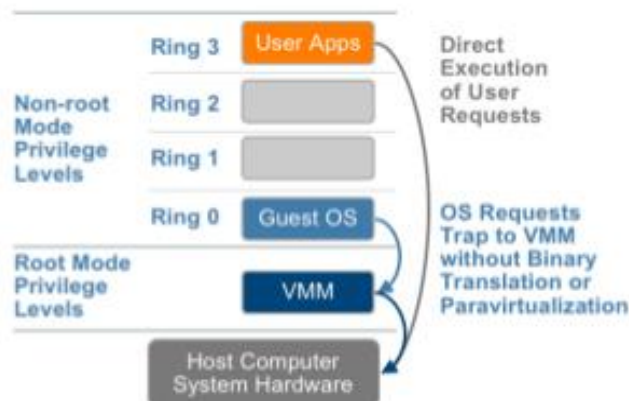 Ring 3
User Apps
Direct
Execution
of User
Requests
Non-root
Mode
Privilege
Levels
Ring 2
Ring 1
Ring 0
Guest OS
OS Requests
Trap to VMM
without Binary
Translation or
Paravirtualization
Root Mode
Privilege
Levels
VMM
Host Computer
System Hardware